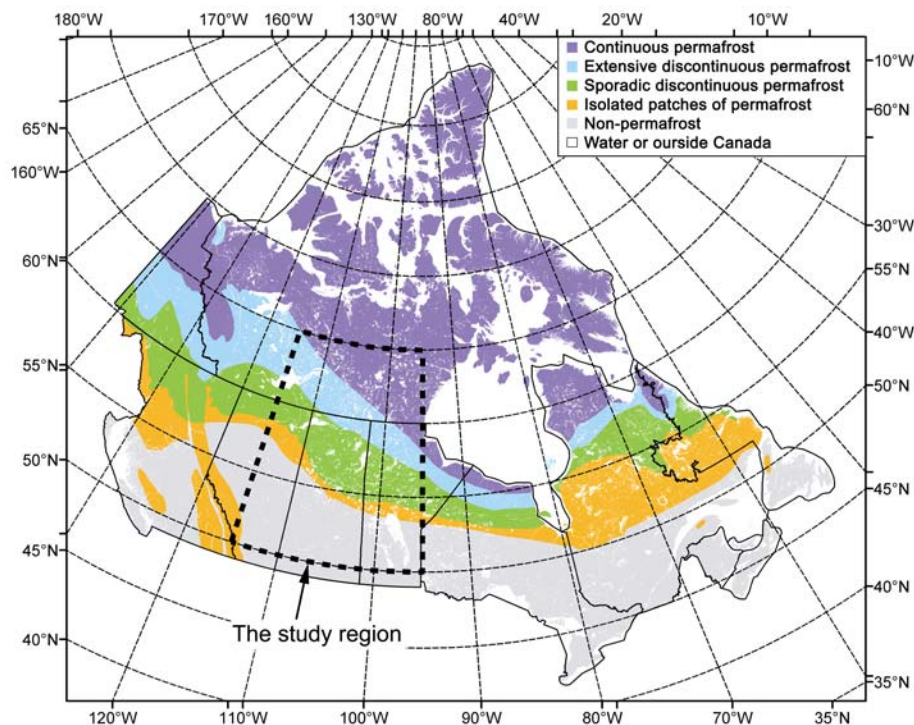 180°W 170°W 160°W 130°W 80°W 40°W 30°W 20°W 10°W
Continuous permafrost
Extensive discontinuous permafrost
Sporadic discontinuous permafrost
Isolated patches of permafrost
Non-permafrost
Water or ourside Canada
65°N
160°W
60°N
55°N
50°N
45°N
40°N
10°W
60°N
30°W
55°N
40°W
50°N
45°N
40°N
35°N
The study region
120°W 110°W 100°W 90°W 80°W 70°W 35°N